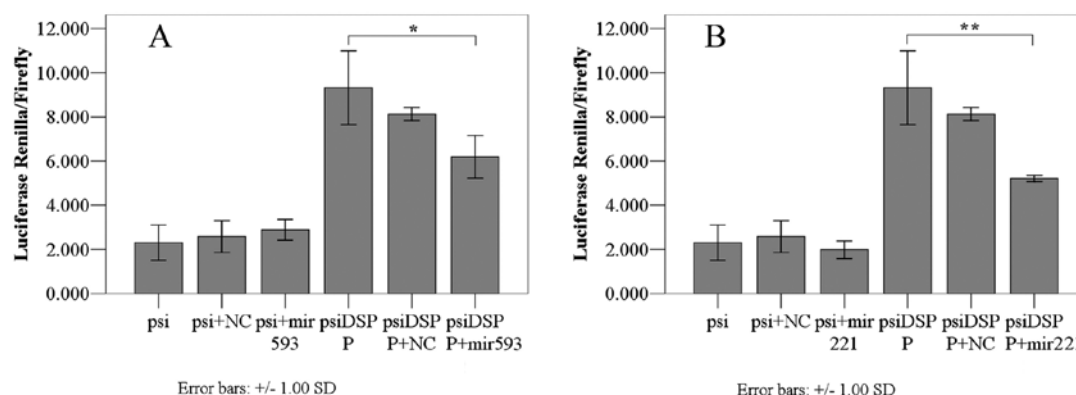 A
*
Luciferase Renilla/Firefly
12.000
10.000
8.000
6.000
4.000
2.000
0.000
psi psi+NC psi+mir psiDSP psiDSP psiDSP
593 P P+NC P+mir593
Error bars: +/- 1.00 SD
B
**
Luciferase Renilla/Firefly
12.000
10.000
8.000
6.000
4.000
2.000
0.000
psi psi+NC psi+mir psiDSP psiDSP psiDSP
221 P P+NC P+mir221
Error bars: +/- 1.00 SD